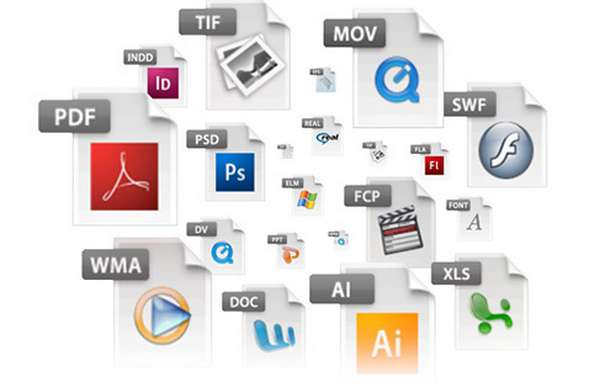 TIF
MOV
INDD
ID
PDF
SWF
PSD
Ps
REAL
real
FLA
Fl
ELM
FCP
FONT
A
DV
PPT
WMA
DOC
AI
Ai
XLS